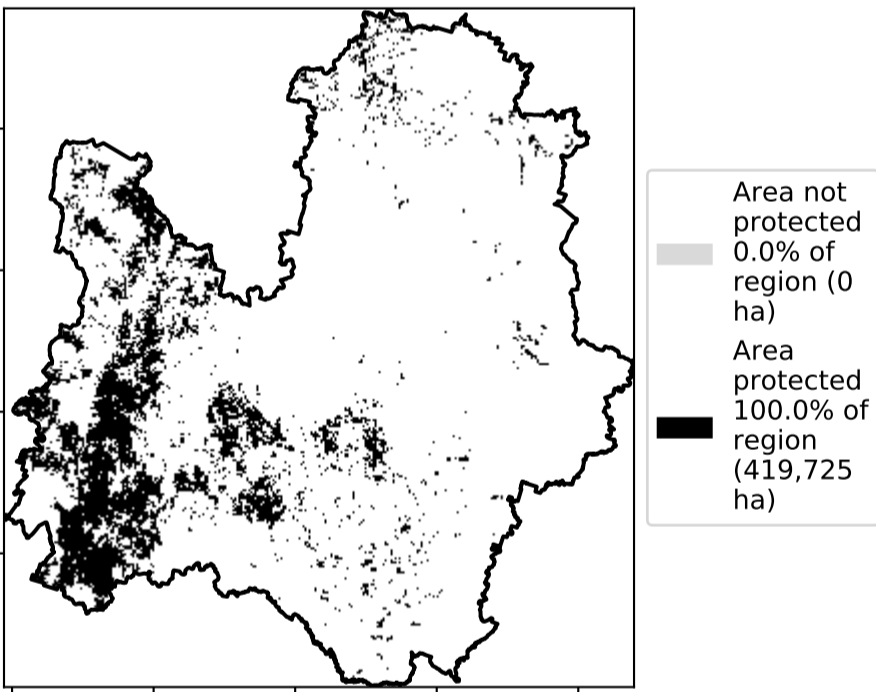 Area not
protected
0.0% of
region (0
ha)
Area
protected
100.0% of
region
(419,725
ha)